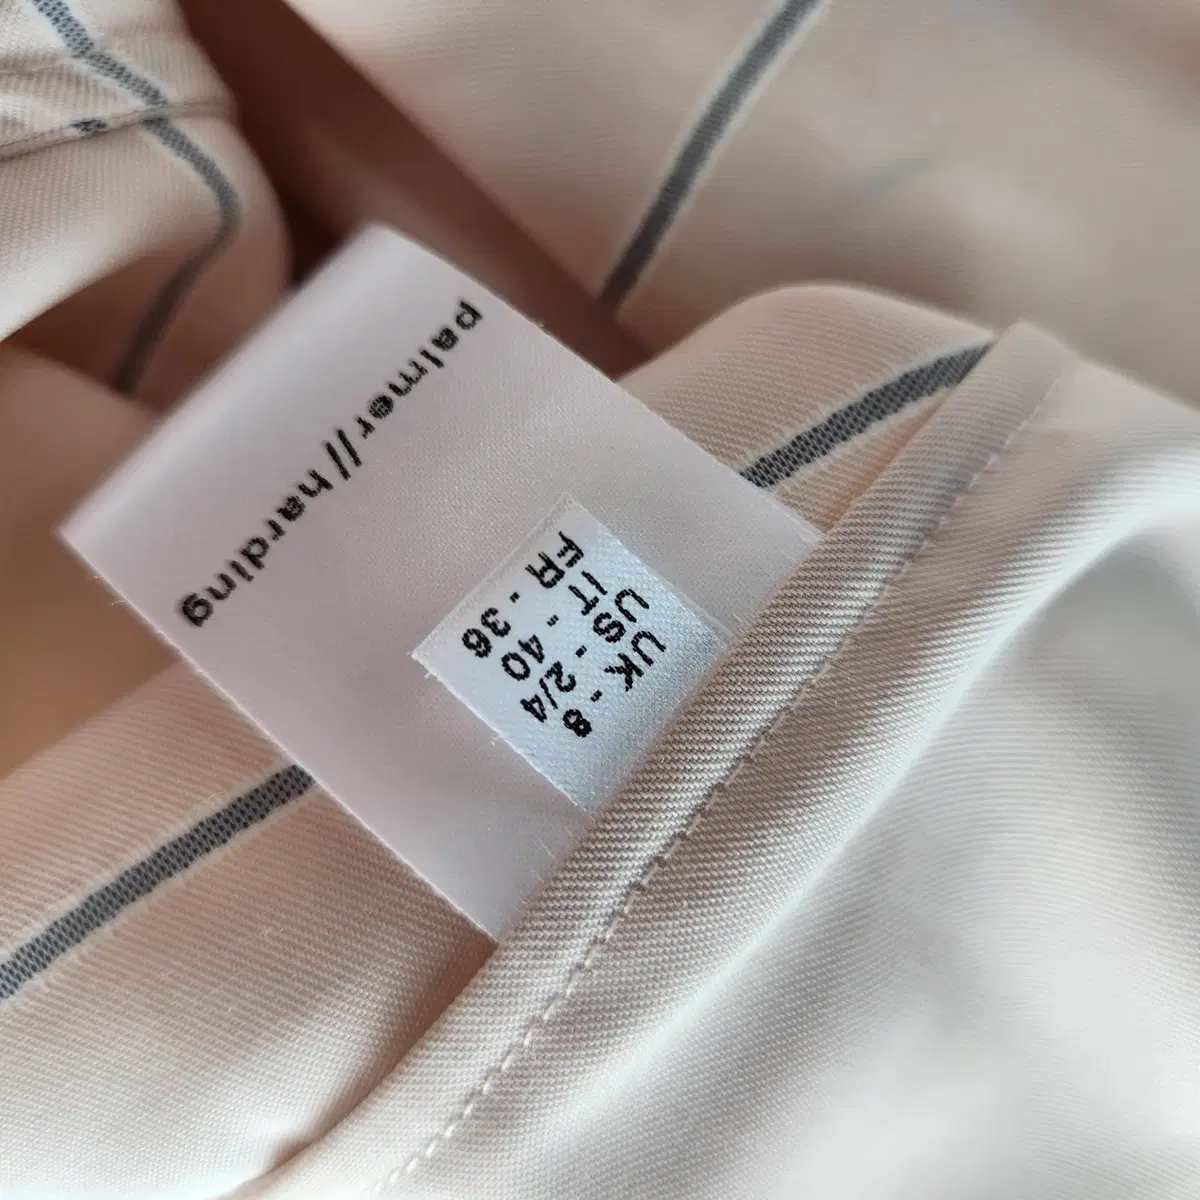 palmer//harding
UK - 8
US - 2/4
IT - 40
FR - 36